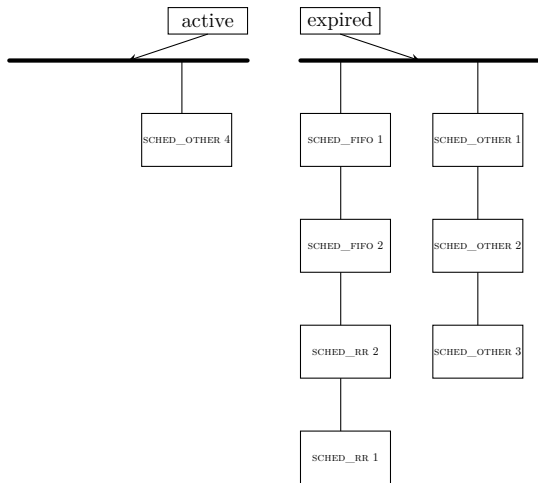 active
expired
SCHED_OTHER 4
SCHED_FIFO 1
SCHED_OTHER 1
SCHED_FIFO 2
SCHED_OTHER 2
SCHED_RR 2
SCHED_OTHER 3
SCHED_RR 1